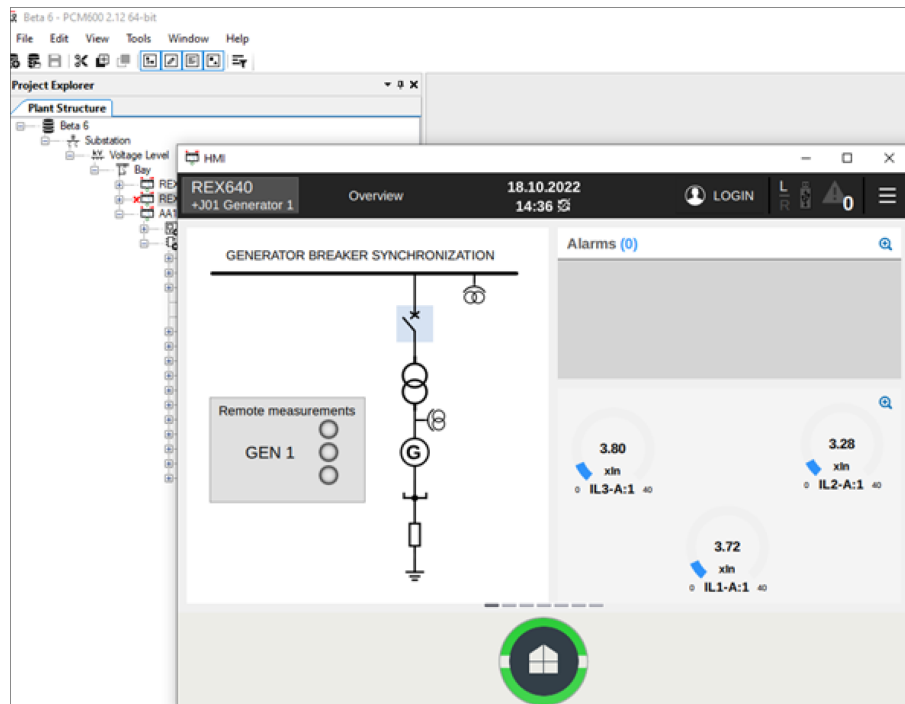 Beta 6 - PCM600 2.12 64-bit
File Edit View Tools Window Help
Project Explorer
Plant Structure
Beta 6
Substation
Voltage Level
Bay
REX
REX
AA1
HMI
REX640
+J01 Generator 1
Overview
18.10.2022
14:36
LOGIN
L
R
0
GENERATOR BREAKER SYNCHRONIZATION
Remote measurements
GEN 1
G
Alarms (0)
3.80
xIn
0 IL3-A:1 40
3.28
xIn
0 IL2-A:1 40
3.72
xIn
0 IL1-A:1 40